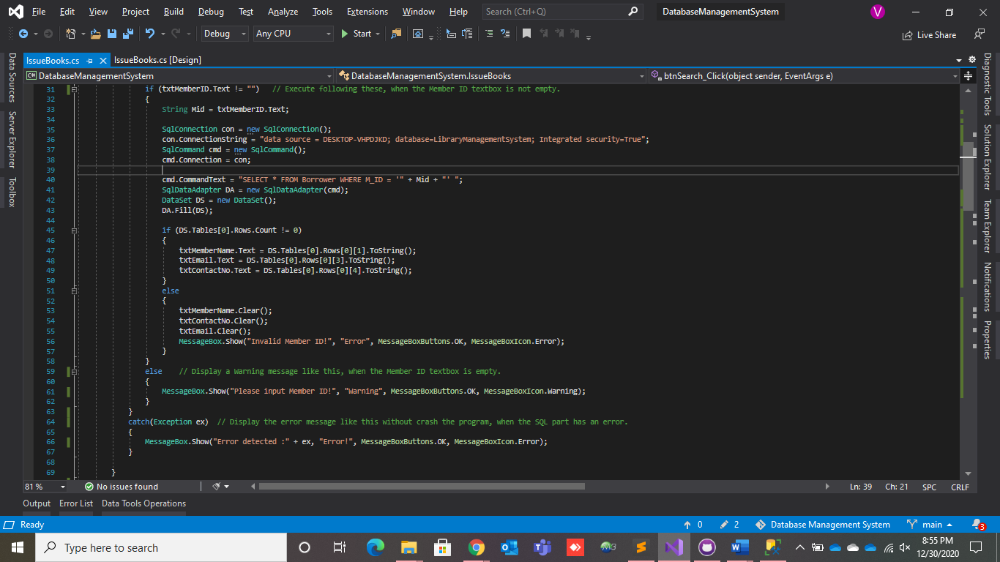 File Edit View Project Build Debug Test Analyze Tools Extensions Window Help Search (Ctrl+Q) DatabaseManagementSystem V
Debug Any CPU Start Live Share
IssueBooks.cs IssueBooks.cs [Design]
C# DatabaseManagementSystem DatabaseManagementSystem.IssueBooks btnSearch_Click(object sender, EventArgs e)
Data Sources
Server Explorer
Toolbox
31 if (txtMemberID.Text != "") // Execute following these, when the Member ID textbox is not empty.
32 {
33 String Mid = txtMemberID.Text;
34
35 SqlConnection con = new SqlConnection();
36 con.ConnectionString = "data source = DESKTOP-VHPDJKD; database=LibraryManagementSystem; Integrated security=True";
37 SqlCommand cmd = new SqlCommand();
38 cmd.Connection = con;
39
40 cmd.CommandText = "SELECT * FROM Borrower WHERE M_ID = '" + Mid + "' ";
41 SqlDataAdapter DA = new SqlDataAdapter(cmd);
42 DataSet DS = new DataSet();
43 DA.Fill(DS);
44
45 if (DS.Tables[0].Rows.Count != 0)
46 {
47 txtMemberName.Text = DS.Tables[0].Rows[0][1].ToString();
48 txtEmail.Text = DS.Tables[0].Rows[0][3].ToString();
49 txtContactNo.Text = DS.Tables[0].Rows[0][4].ToString();
50 }
51 else
52 {
53 txtMemberName.Clear();
54 txtContactNo.Clear();
55 txtEmail.Clear();
56 MessageBox.Show("Invalid Member ID!", "Error", MessageBoxButtons.OK, MessageBoxIcon.Error);
57 }
58 }
59 else // Display a Warning message like this, when the Member ID textbox is empty.
60 {
61 MessageBox.Show("Please input Member ID!", "Warning", MessageBoxButtons.OK, MessageBoxIcon.Warning);
62 }
63 }
64 catch(Exception ex) // Display the error message like this without crash the program, when the SQL part has an error.
65 {
66 MessageBox.Show("Error detected :" + ex, "Error!", MessageBoxButtons.OK, MessageBoxIcon.Error);
67 }
68
69 }
Diagnostic Tools
Solution Explorer
Team Explorer
Notifications
Properties
81 % No issues found Ln: 39 Ch: 21 SPC CRLF
Output Error List Data Tools Operations
Ready 0 2 Database Management System main 3
Type here to search 8:55 PM
12/30/2020